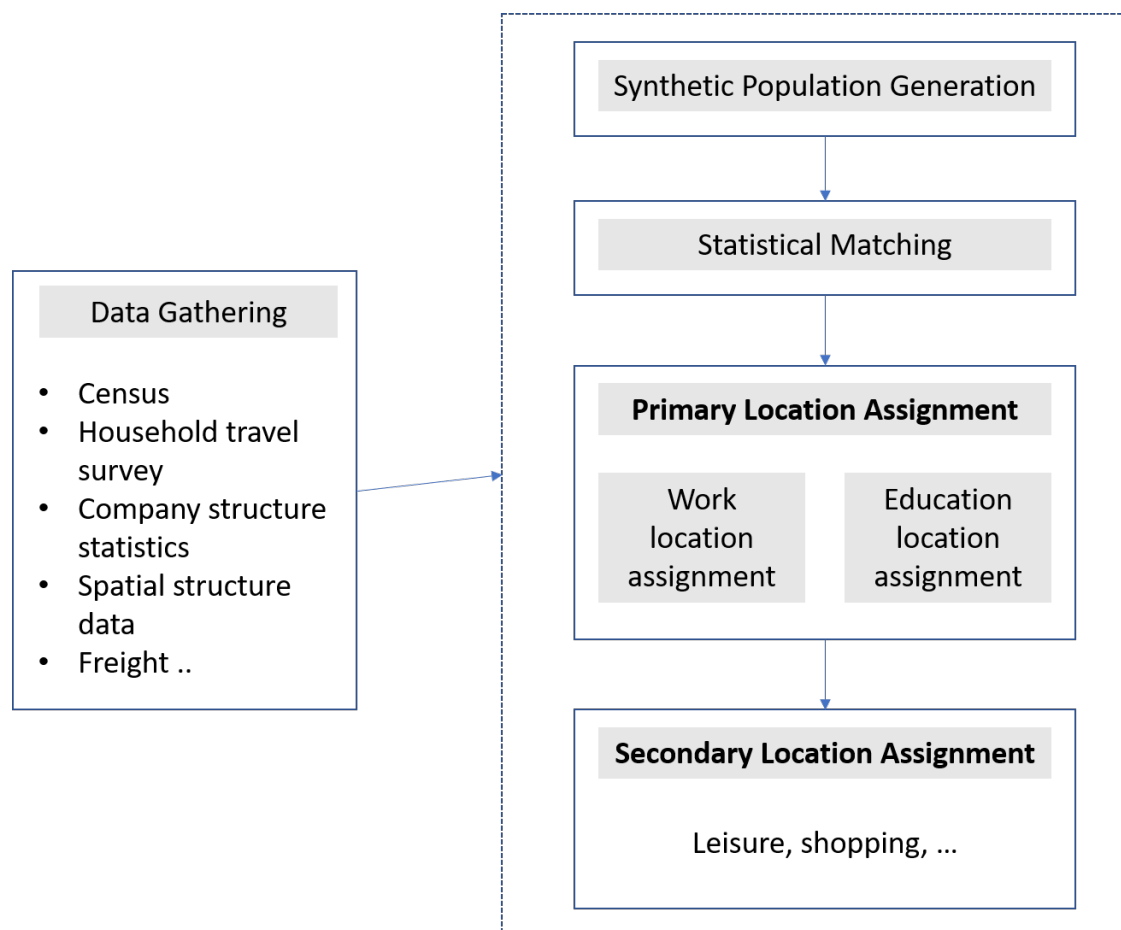 Data Gathering
• Census
• Household travel
survey
• Company structure
statistics
• Spatial structure
data
• Freight ..
Synthetic Population Generation
Statistical Matching
Primary Location Assignment
Work
location
assignment
Education
location
assignment
Secondary Location Assignment
Leisure, shopping, ...